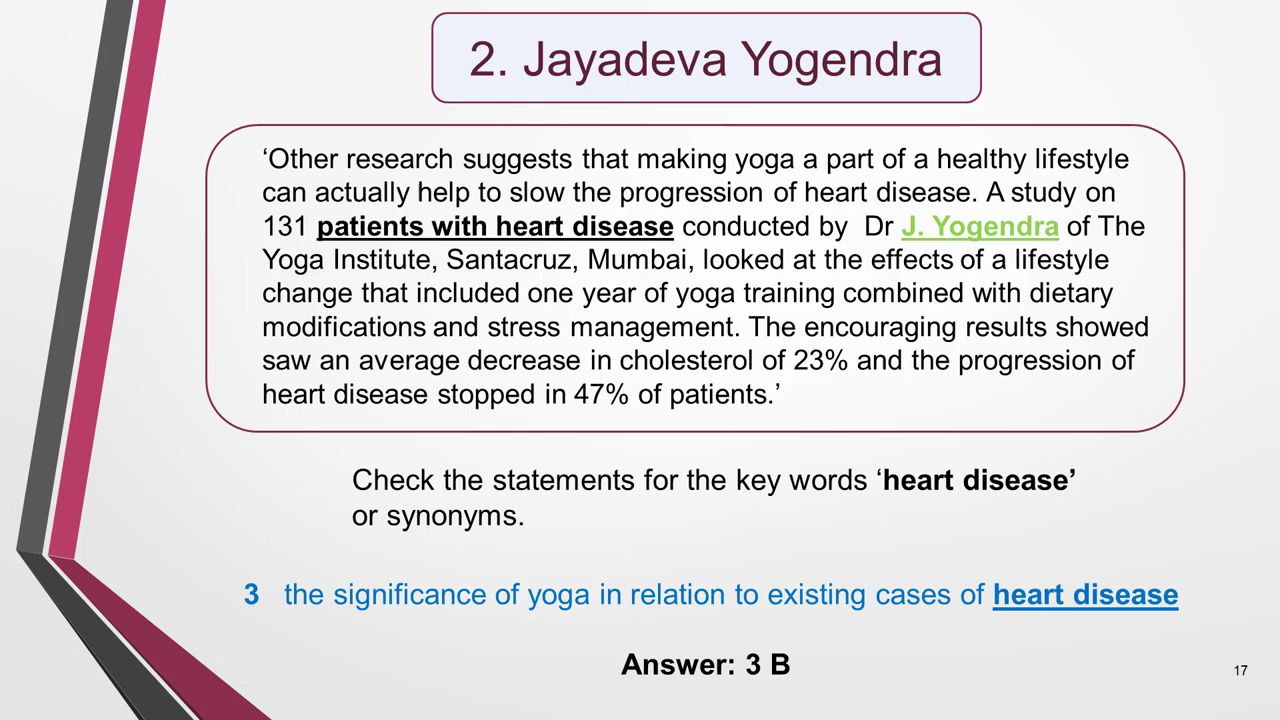 2. Jayadeva Yogendra
‘Other research suggests that making yoga a part of a healthy lifestyle
can actually help to slow the progression of heart disease. A study on
131 patients with heart disease conducted by  Dr J. Yogendra of The
Yoga Institute, Santacruz, Mumbai, looked at the effects of a lifestyle
change that included one year of yoga training combined with dietary
modifications and stress management. The encouraging results showed
saw an average decrease in cholesterol of 23% and the progression of
heart disease stopped in 47% of patients.’
Check the statements for the key words ‘heart disease’
or synonyms.
3 the significance of yoga in relation to existing cases of heart disease
Answer: 3 B
17